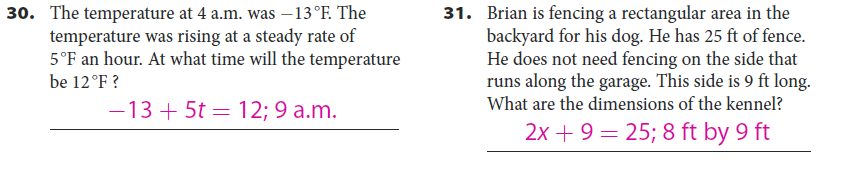 30. The temperature at 4 a.m. was −13°F. The
temperature was rising at a steady rate of
5°F an hour. At what time will the temperature
be 12°F ?
−13 + 5t = 12; 9 a.m.
31. Brian is fencing a rectangular area in the
backyard for his dog. He has 25 ft of fence.
He does not need fencing on the side that
runs along the garage. This side is 9 ft long.
What are the dimensions of the kennel?
2x + 9 = 25; 8 ft by 9 ft